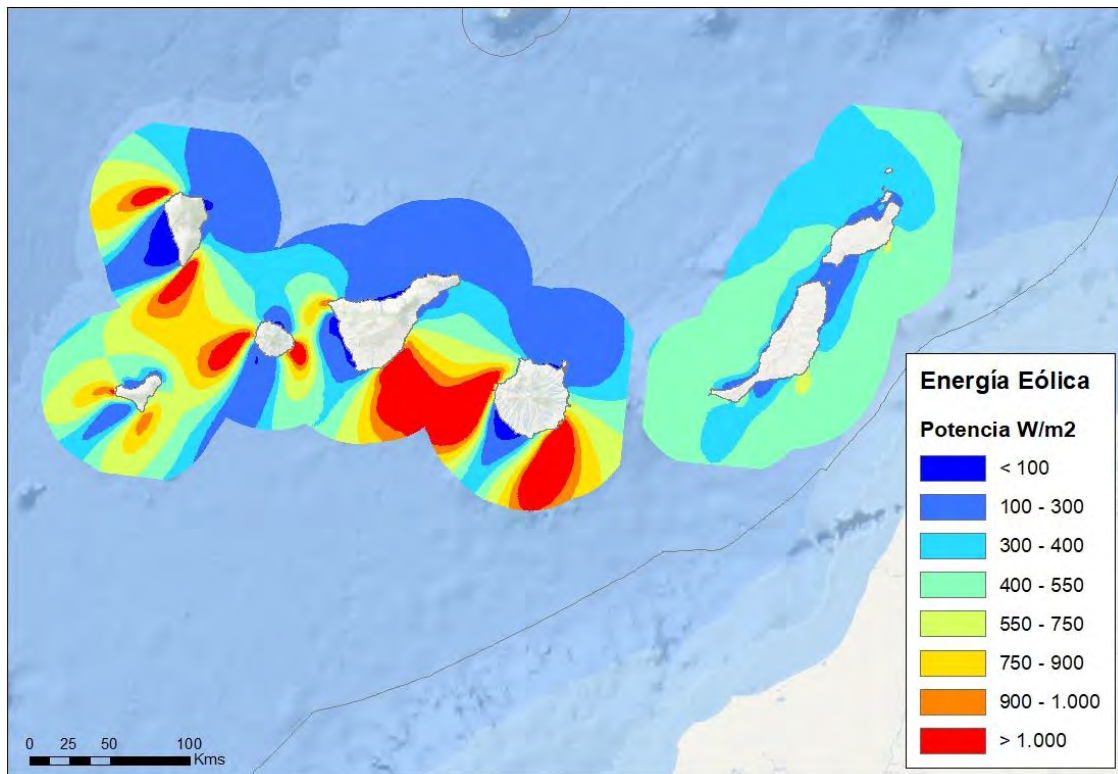 Energía Eólica
Potencia W/m2
< 100
100 - 300
300 - 400
400 - 550
550 - 750
750 - 900
900 - 1.000
> 1.000
0 25 50 100
Kms